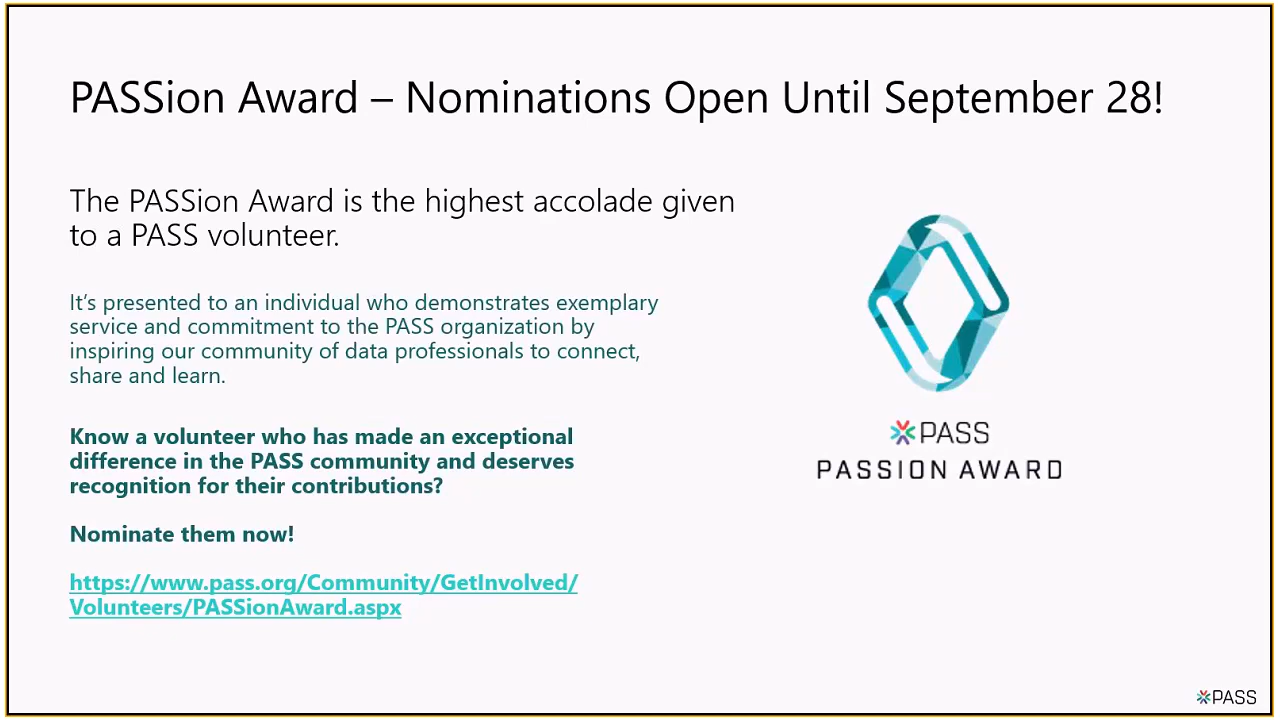 PASSion Award – Nominations Open Until September 28!
The PASSion Award is the highest accolade given
to a PASS volunteer.
It’s presented to an individual who demonstrates exemplary
service and commitment to the PASS organization by
inspiring our community of data professionals to connect,
share and learn.
Know a volunteer who has made an exceptional
difference in the PASS community and deserves
recognition for their contributions?
Nominate them now!
https://www.pass.org/Community/GetInvolved/
Volunteers/PASSionAward.aspx
PASS
PASSION AWARD
PASS